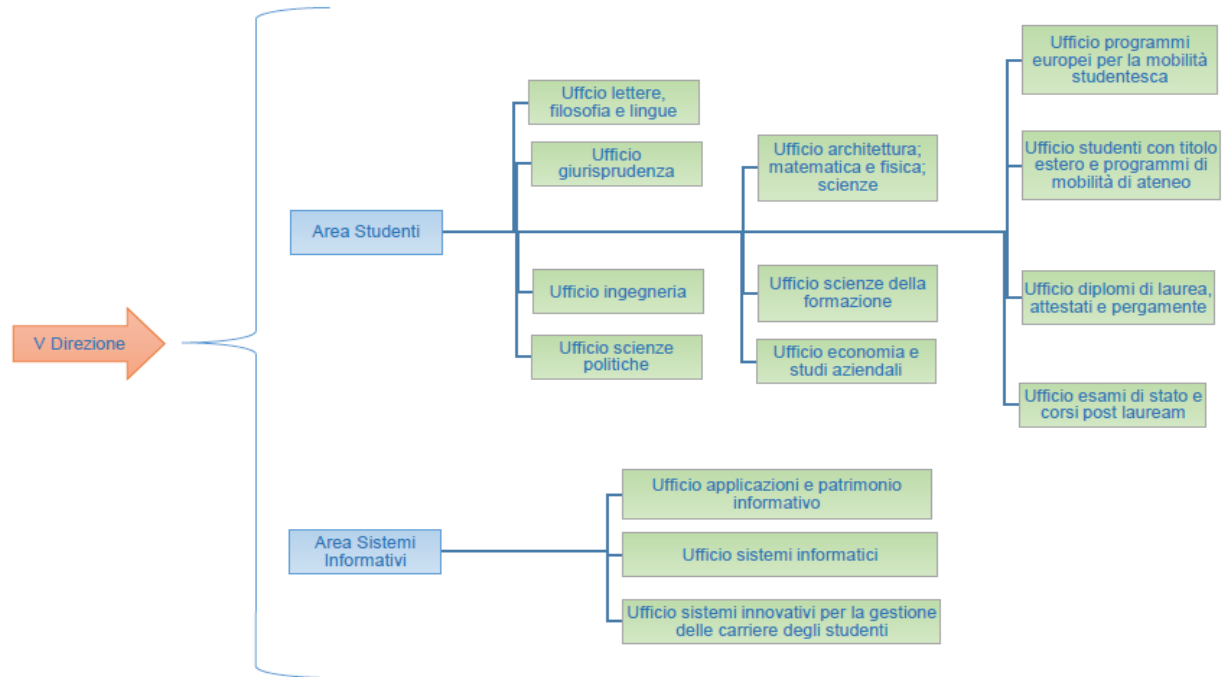 V Direzione
Area Studenti
Uffcio lettere,
filosofia e lingue
Ufficio
giurisprudenza
Ufficio ingegneria
Ufficio scienze
politiche
Ufficio architettura;
matematica e fisica;
scienze
Ufficio scienze della
formazione
Ufficio economia e
studi aziendali
Ufficio programmi
europei per la mobilità
studentesca
Ufficio studenti con titolo
estero e programmi di
mobilità di ateneo
Ufficio diplomi di laurea,
attestati e pergamente
Ufficio esami di stato e
corsi post lauream
Area Sistemi
Informativi
Ufficio applicazioni e patrimonio
informativo
Ufficio sistemi informatici
Ufficio sistemi innovativi per la gestione
delle carriere degli studenti